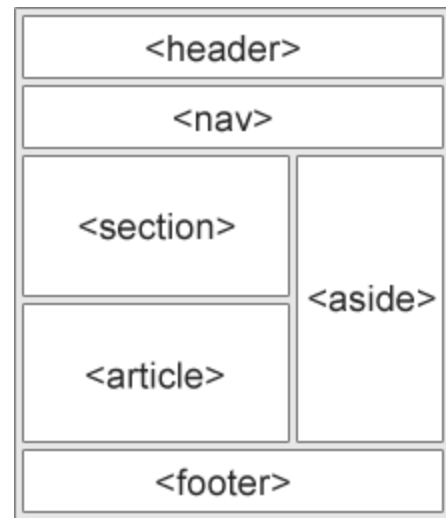 <header>
<nav>
<section>
<aside>
<article>
<footer>